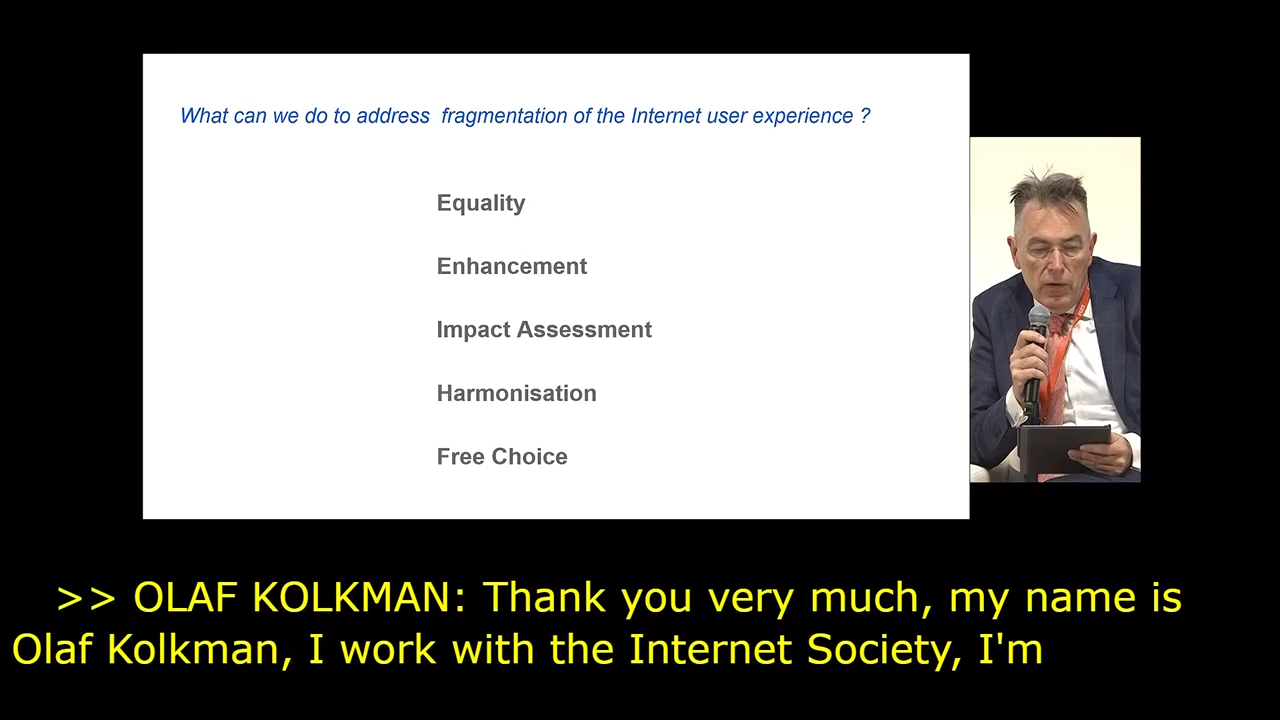 What can we do to address fragmentation of the Internet user experience ?
Equality
Enhancement
Impact Assessment
Harmonisation
Free Choice
>> OLAF KOLKMAN: Thank you very much, my name is
Olaf Kolkman, I work with the Internet Society, I'm